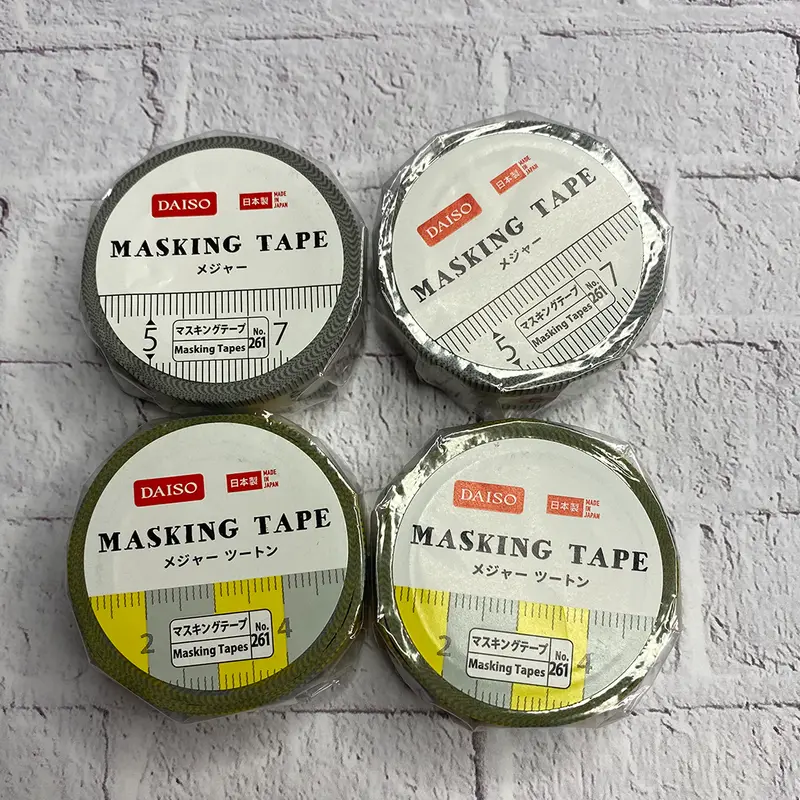 DAISO
日本製
MADE
IN
JAPAN
MASKING TAPE
メジャー
5
マスキングテープ
Masking Tapes
No.
261
7
DAISO
日本製
MADE
IN
JAPAN
MASKING TAPE
メジャー
5
マスキングテープ
Masking Tapes
No.
261
7
DAISO
日本製
MADE
IN
JAPAN
MASKING TAPE
メジャー ツートン
2
マスキングテープ
Masking Tapes
No.
261
4
DAISO
日本製
MADE
IN
JAPAN
MASKING TAPE
メジャー ツートン
2
マスキングテープ
Masking Tapes
No.
261
4